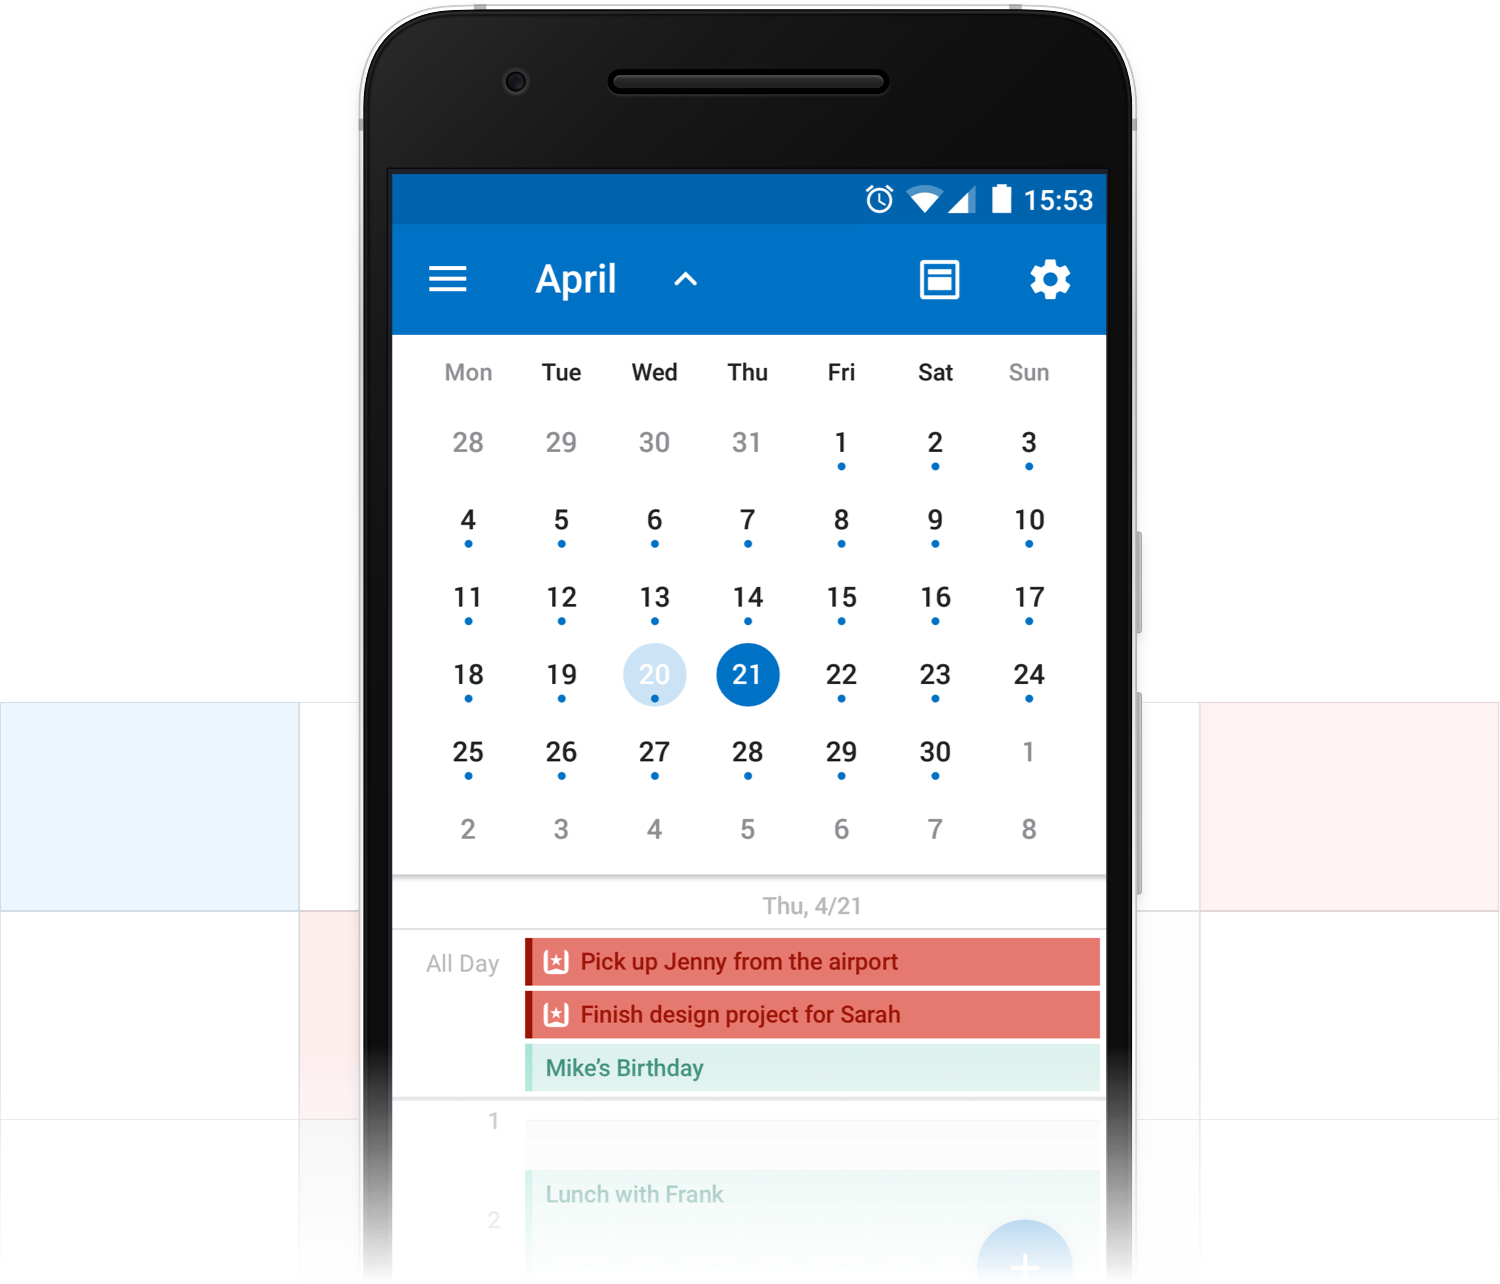 15:53
April
Mon Tue Wed Thu Fri Sat Sun
28 29 30 31 1 2 3
4 5 6 7 8 9 10
11 12 13 14 15 16 17
18 19 20 21 22 23 24
25 26 27 28 29 30 1
2 3 4 5 6 7 8
Thu, 4/21
All Day Pick up Jenny from the airport
Finish design project for Sarah
Mike’s Birthday
1
Lunch with Frank
2